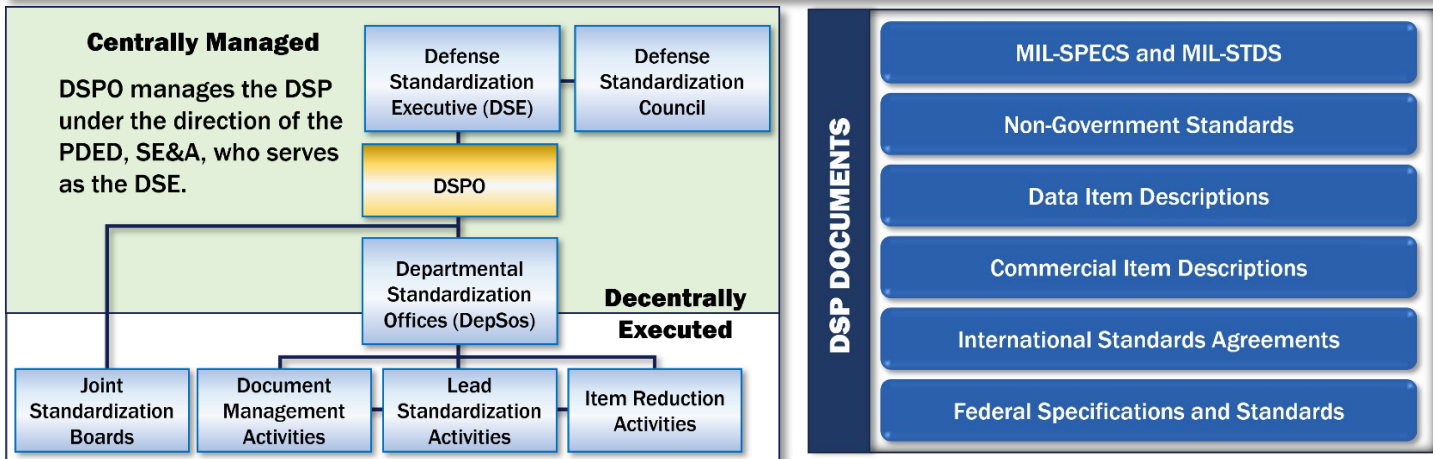 Centrally Managed
DSPO manages the DSP
under the direction of the
PDED, SE&A, who serves
as the DSE.
Defense
Standardization
Executive (DSE)
Defense
Standardization
Council
DSPO
Departmental
Standardization
Offices (DepSos)
Decentrally
Executed
Joint
Standardization
Boards
Document
Management
Activities
Lead
Standardization
Activities
Item Reduction
Activities
DSP DOCUMENTS
MIL-SPECS and MIL-STDS
Non-Government Standards
Data Item Descriptions
Commercial Item Descriptions
International Standards Agreements
Federal Specifications and Standards